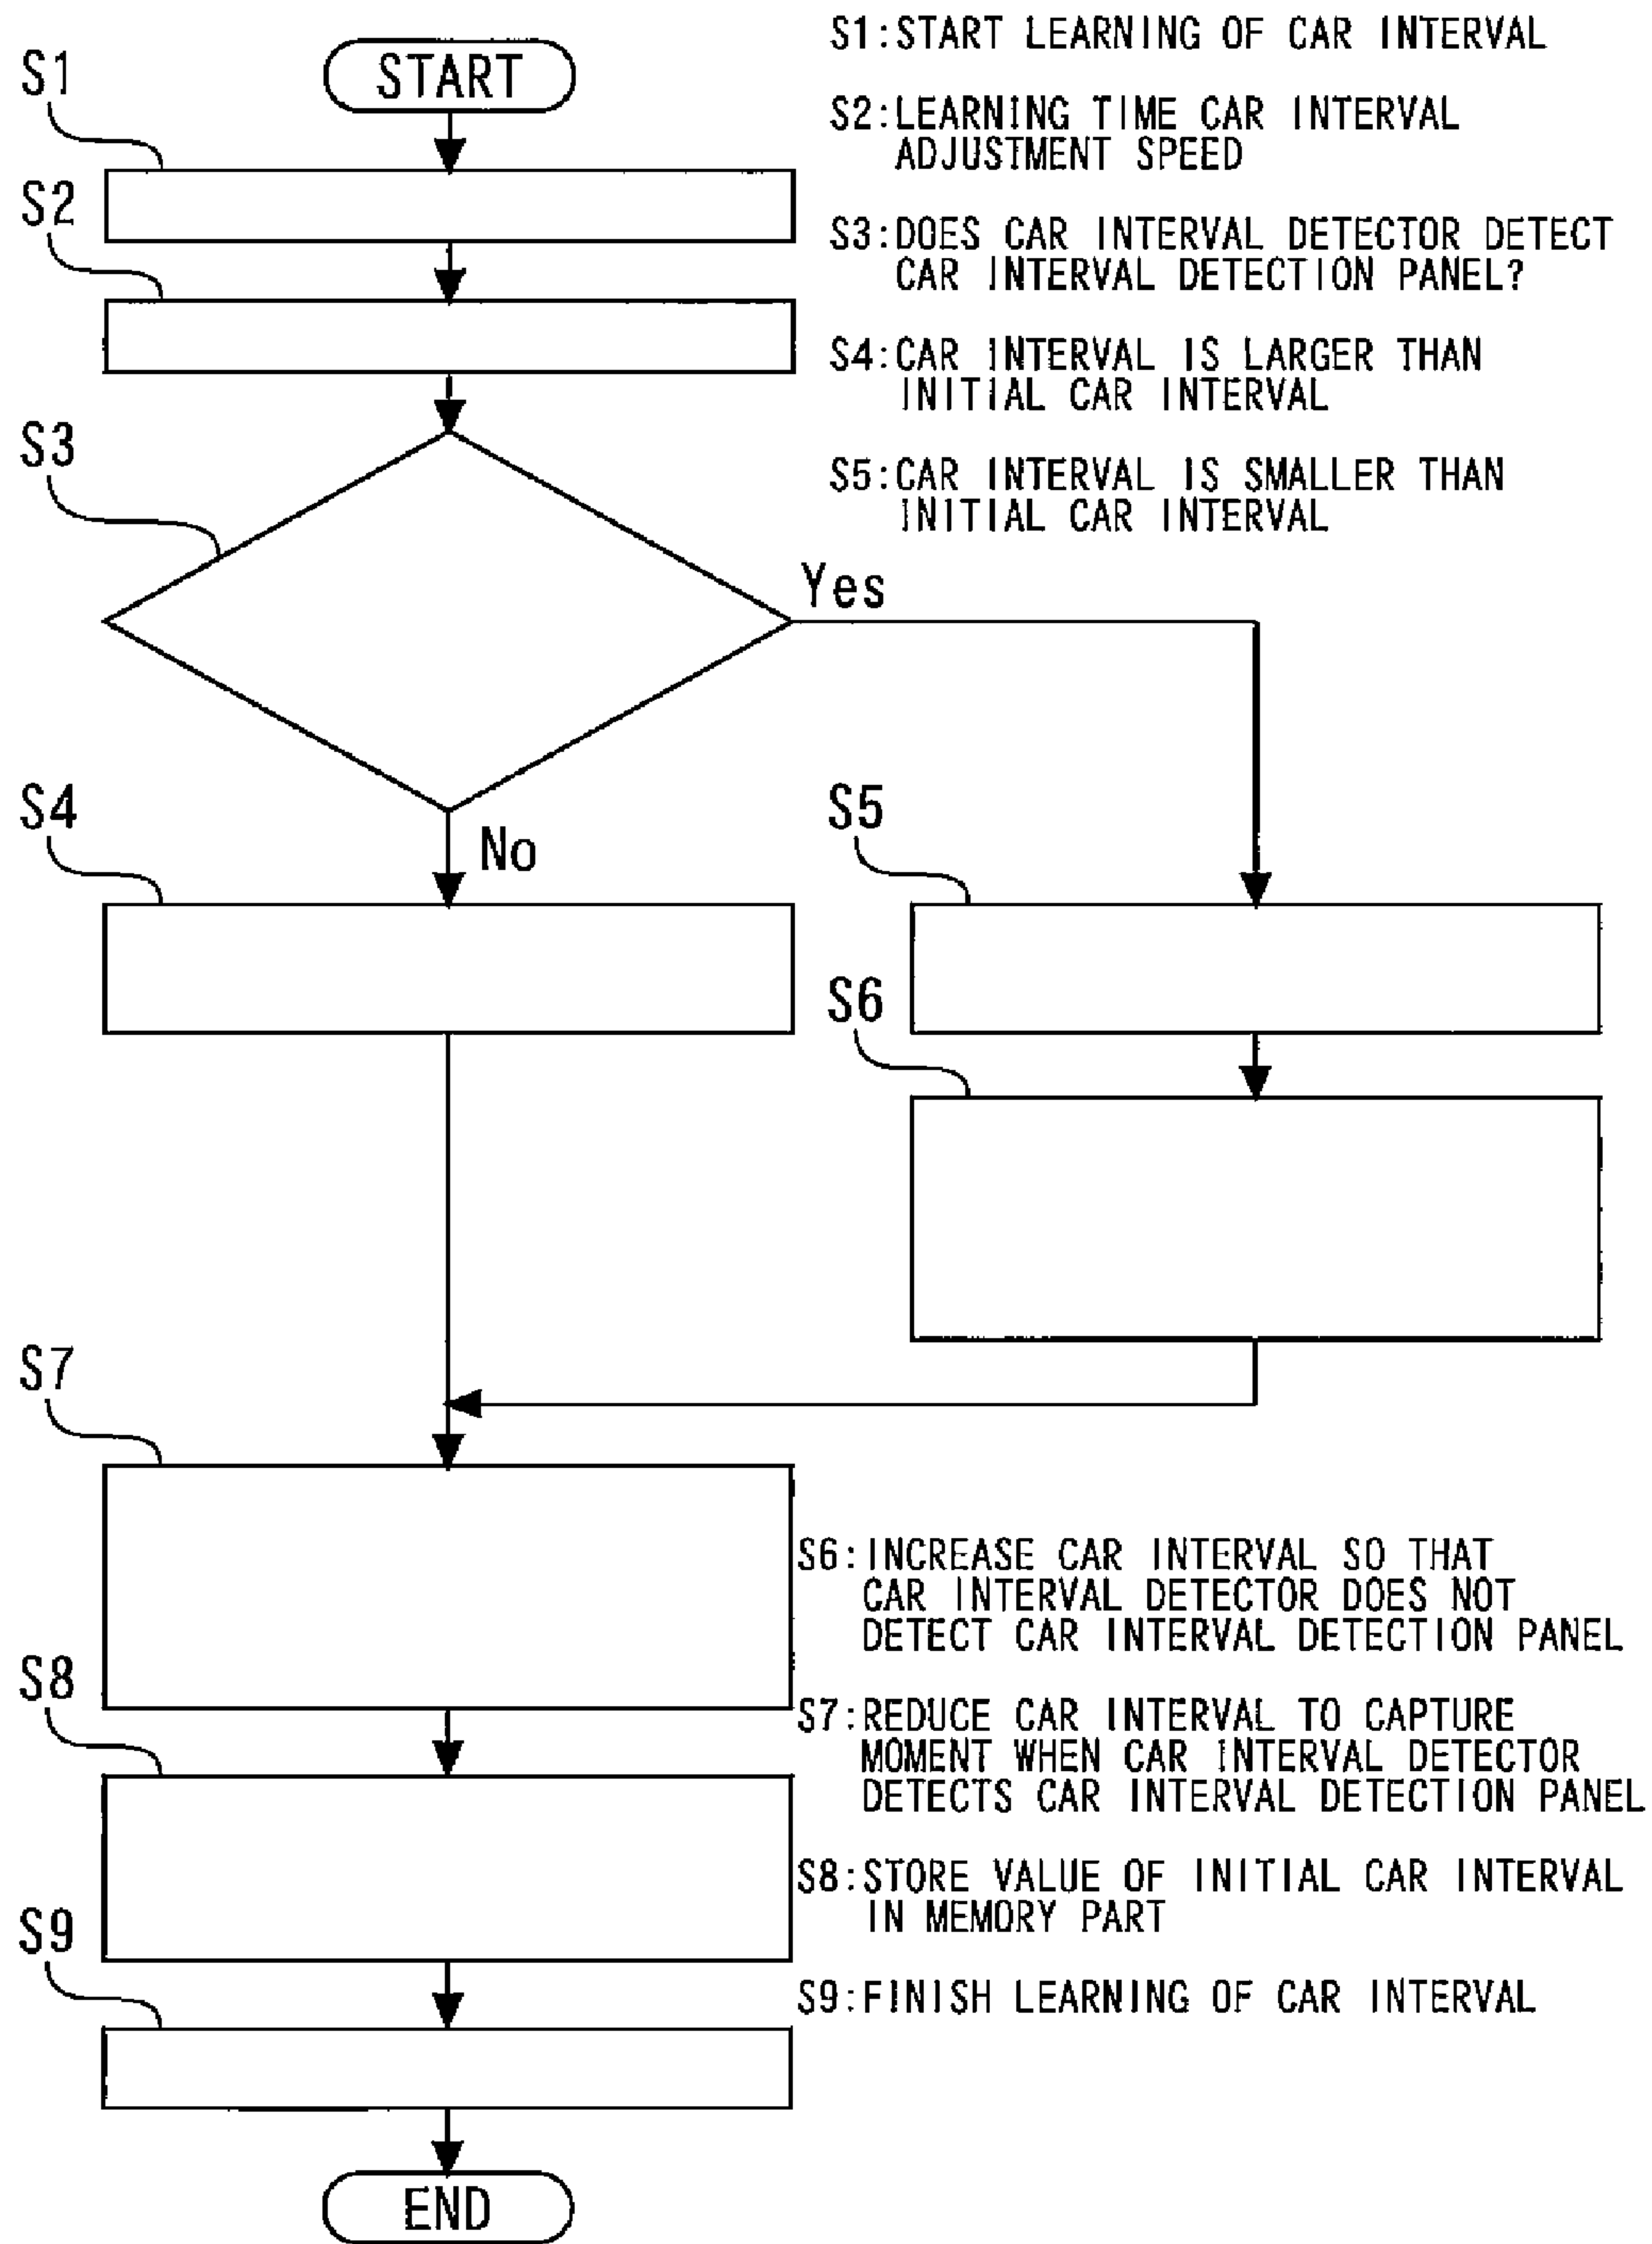 S1
START
S1:START LEARNING OF CAR INTERVAL
S2
S2:LEARNING TIME CAR INTERVAL
ADJUSTMENT SPEED
S3:DOES CAR INTERVAL DETECTOR DETECT
CAR INTERVAL DETECTION PANEL?
S4:CAR INTERVAL IS LARGER THAN
INITIAL CAR INTERVAL
S3
S5:CAR INTERVAL IS SMALLER THAN
INITIAL CAR INTERVAL
Yes
S4
No
S5
S6
S7
S6:INCREASE CAR INTERVAL SO THAT
CAR INTERVAL DETECTOR DOES NOT
DETECT CAR INTERVAL DETECTION PANEL
S8
S7:REDUCE CAR INTERVAL TO CAPTURE
MOMENT WHEN CAR INTERVAL DETECTOR
DETECTS CAR INTERVAL DETECTION PANEL
S8:STORE VALUE OF INITIAL CAR INTERVAL
IN MEMORY PART
S9
S9:FINISH LEARNING OF CAR INTERVAL
END